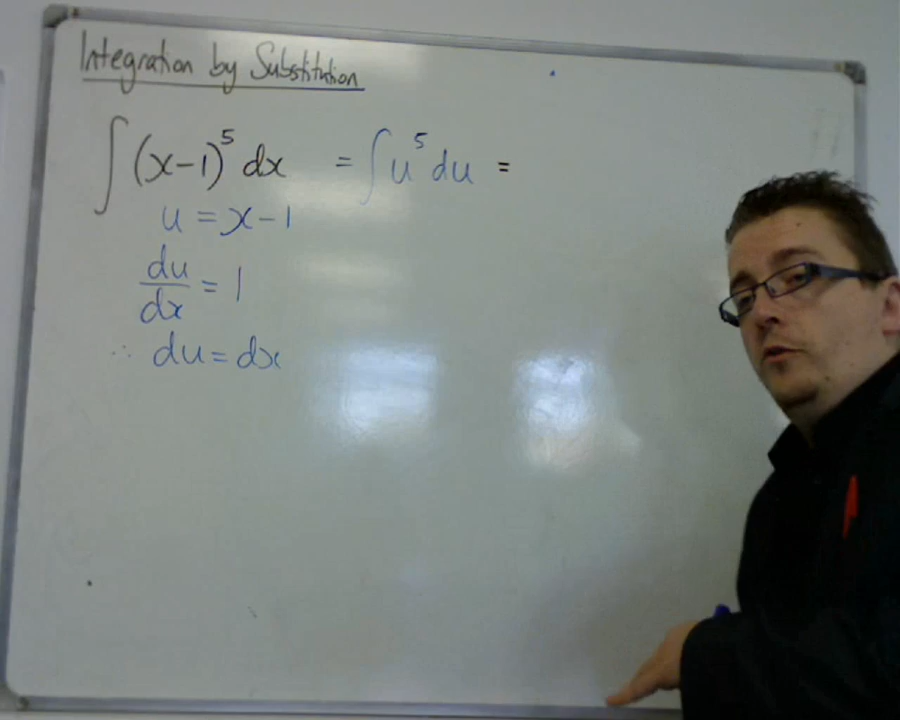 Integration by Substitution
∫(x-1)⁵ dx = ∫u⁵ du =
u = x-1
du/dx = 1
∴ du = dx